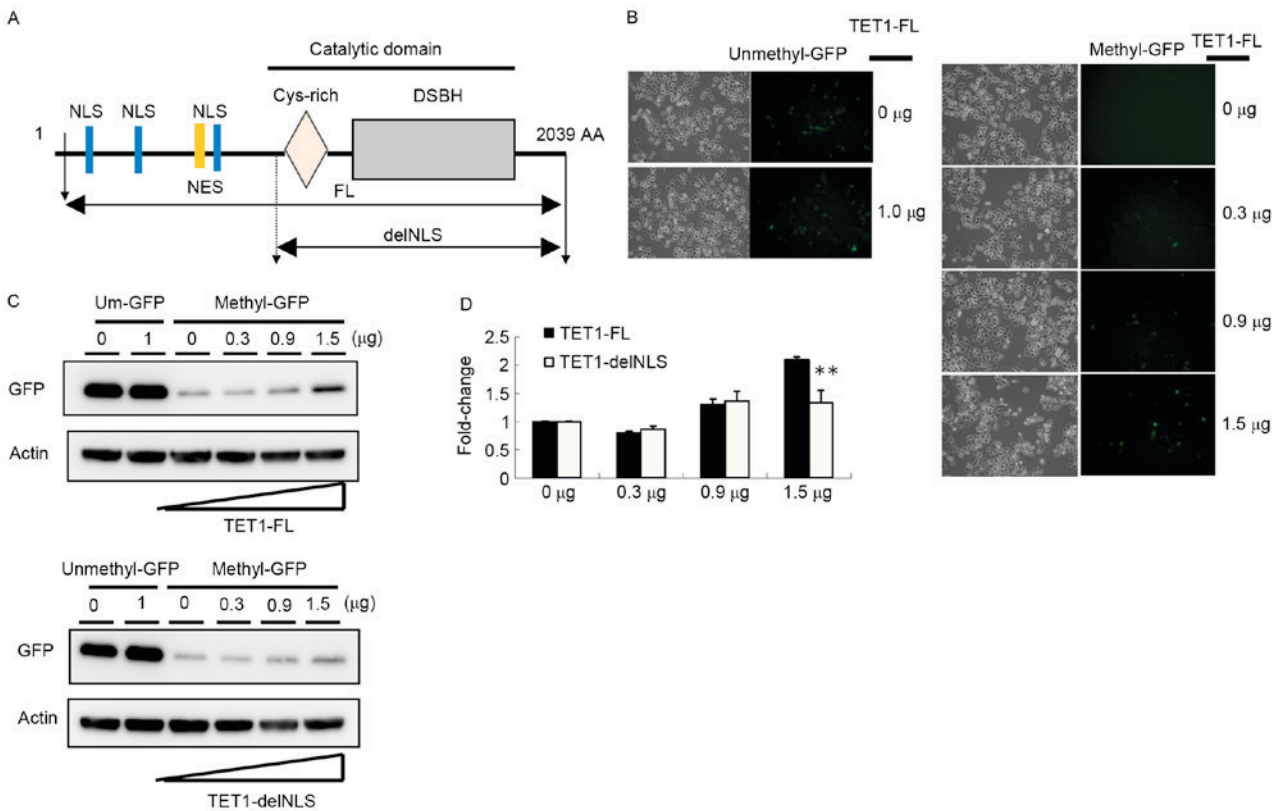 A
Catalytic domain
Cys-rich
DSBH
NLS
NLS
NLS
1
2039 AA
NES
FL
delNLS
B
TET1-FL
Unmethyl-GFP
0 μg
1.0 μg
TET1-FL
Methyl-GFP
0 μg
0.3 μg
0.9 μg
1.5 μg
C
Um-GFP Methyl-GFP
0 1 0 0.3 0.9 1.5 (μg)
GFP
Actin
TET1-FL
Unmethyl-GFP Methyl-GFP
0 1 0 0.3 0.9 1.5 (μg)
GFP
Actin
TET1-delNLS
D
Fold-change
2.5
2
1.5
1
0.5
0
TET1-FL
TET1-delNLS
**
0 μg 0.3 μg 0.9 μg 1.5 μg